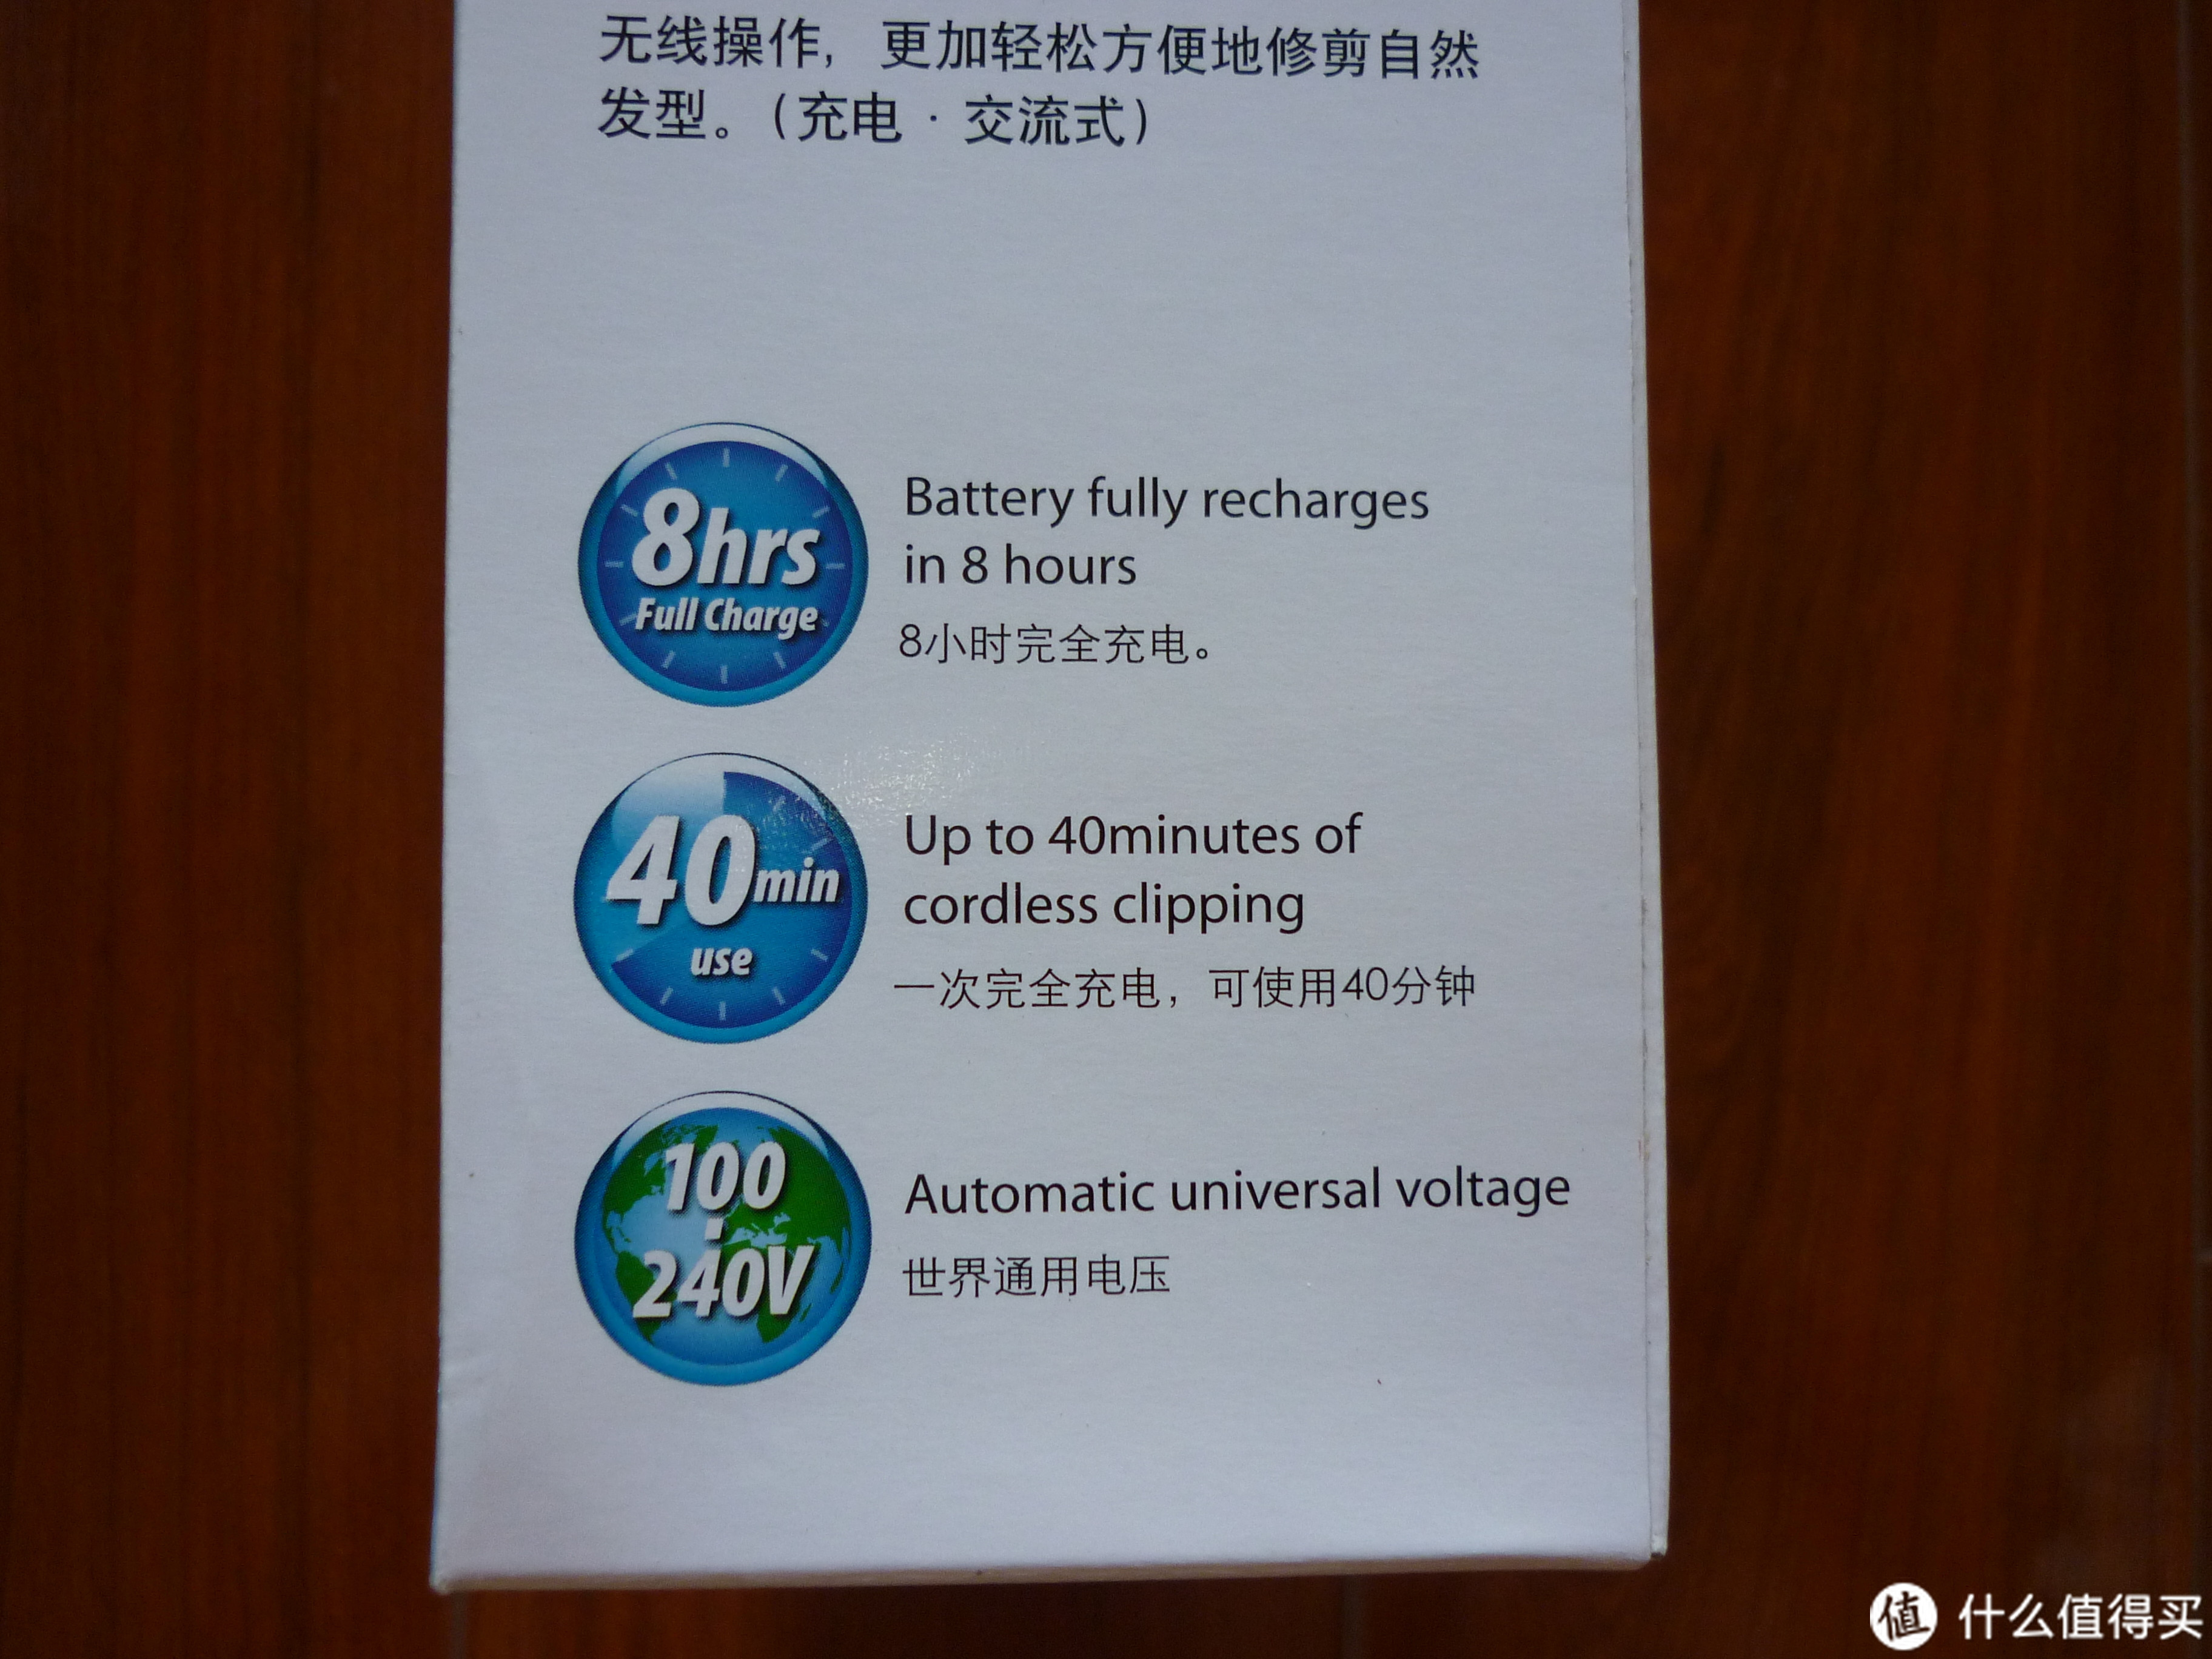 无线操作，更加轻松方便地修剪自然
发型。（充电 · 交流式）
8hrs
Full Charge
Battery fully recharges
in 8 hours
8小时完全充电。
40min
use
Up to 40minutes of
cordless clipping
一次完全充电，可使用40分钟
100
-
240V
Automatic universal voltage
世界通用电压
值 什么值得买